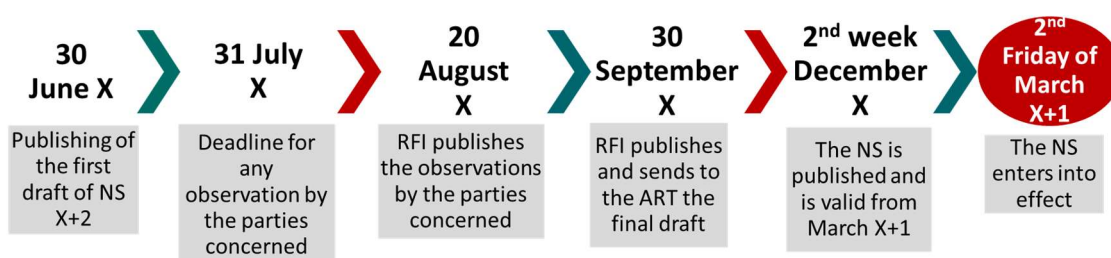 30
June X
Publishing of
the first
draft of NS
X+2
31 July
X
Deadline for
any
observation by
the parties
concerned
20
August
X
RFI publishes
the observations
by the parties
concerned
30
September
X
RFI publishes
and sends to
the ART the
final draft
2nd week
December
X
The NS is
published and
is valid from
March X+1
2nd
Friday of
March
X+1
The NS
enters into
effect